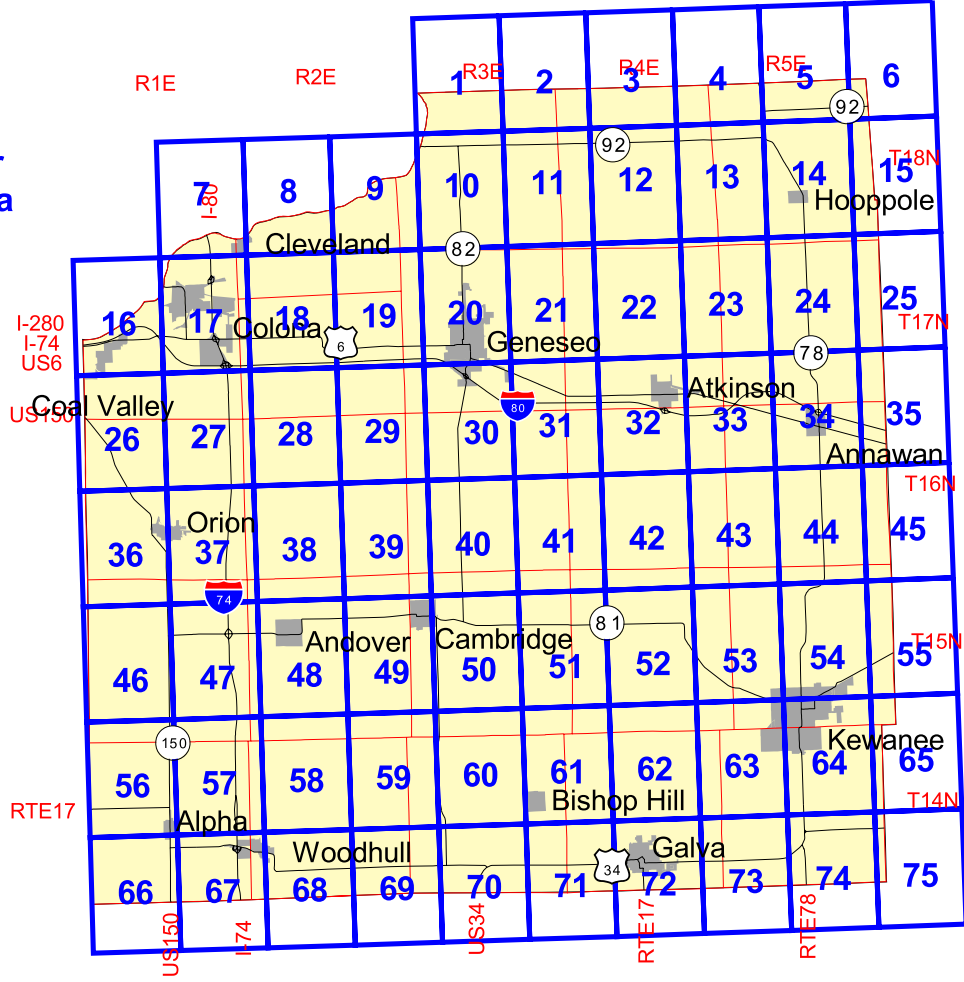 R1E R2E R3E R4E R5E
1 2 3 4 5 6
92
92
T18N
r
a
7 8 9 10 11 12 13 14 15
I-80
Hooppole
Cleveland
82
16 17 18 19 20 21 22 23 24 25
I-280
I-74
US6
Colona
6
Geneseo
T17N
78
Atkinson
80
US150
Coal Valley
26 27 28 29 30 31 32 33 34 35
Annawan
T16N
Orion
36 37 38 39 40 41 42 43 44 45
74
81
Andover
Cambridge
T15N
46 47 48 49 50 51 52 53 54 55
150
Kewanee
56 57 58 59 60 61 62 63 64 65
Bishop Hill
T14N
RTE17
Alpha
Woodhull
Galva
34
66 67 68 69 70 71 72 73 74 75
US150 I-74 US34 RTE17 RTE78